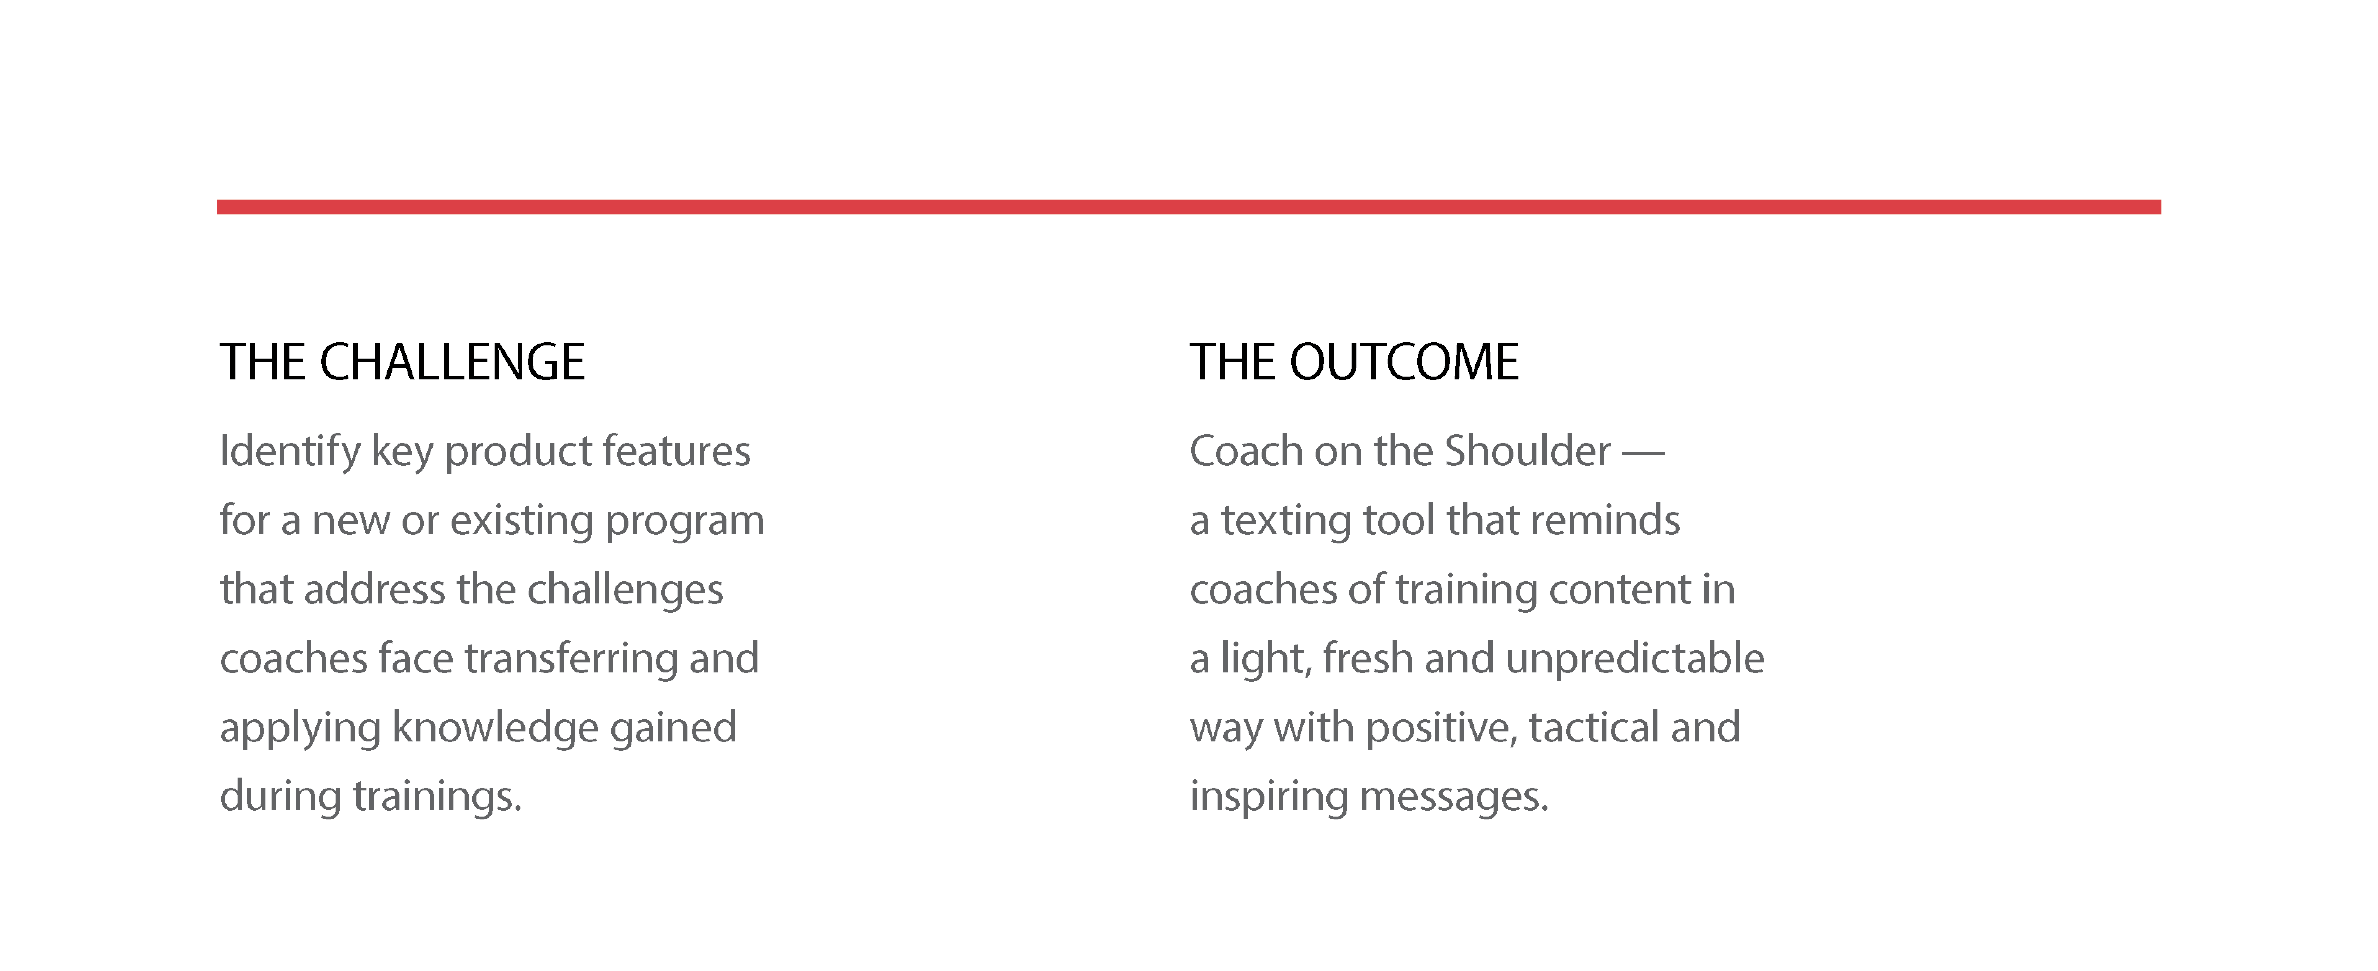 THE CHALLENGE
Identify key product features
for a new or existing program
that address the challenges
coaches face transferring and
applying knowledge gained
during trainings.
THE OUTCOME
Coach on the Shoulder —
a texting tool that reminds
coaches of training content in
a light, fresh and unpredictable
way with positive, tactical and
inspiring messages.